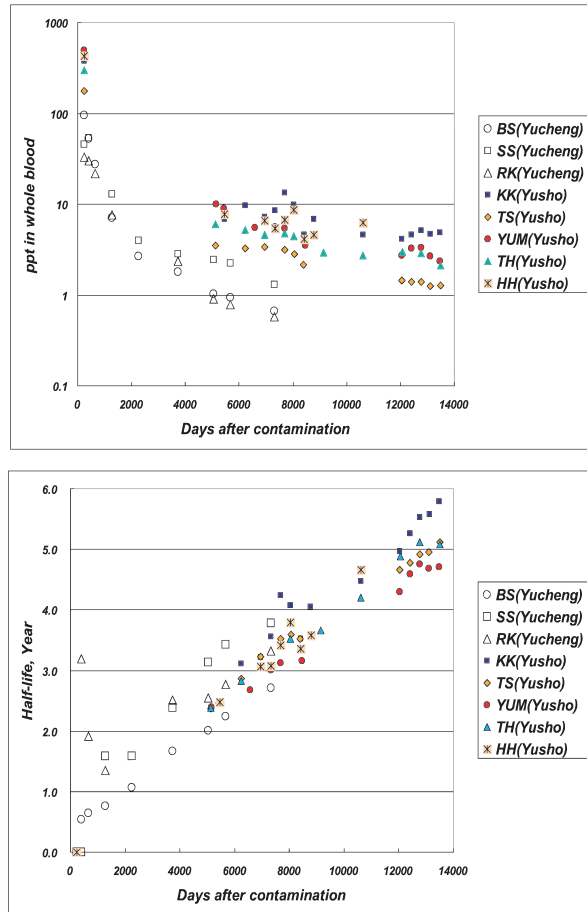 1000
100
10
1
0.1
ppt in whole blood
0
2000
4000
6000
8000
10000
12000
14000
Days after contamination
BS(Yucheng)
SS(Yucheng)
RK(Yucheng)
KK(Yusho)
TS(Yusho)
YUM(Yusho)
TH(Yusho)
HH(Yusho)
6.0
5.0
4.0
3.0
2.0
1.0
0.0
Half-life, Year
0
2000
4000
6000
8000
10000
12000
14000
Days after contamination
BS(Yucheng)
SS(Yucheng)
RK(Yucheng)
KK(Yusho)
TS(Yusho)
YUM(Yusho)
TH(Yusho)
HH(Yusho)